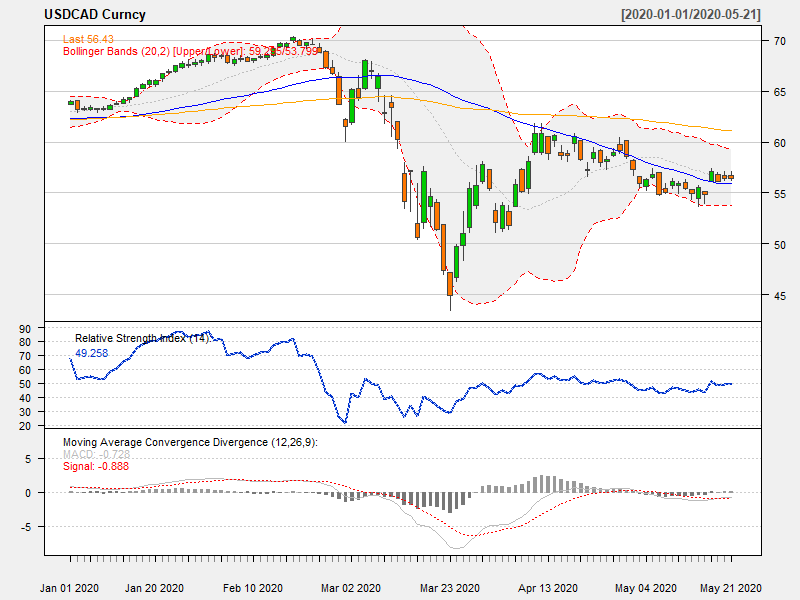 USDCAD Curncy [2020-01-01/2020-05-21]
Last 56.43
Bollinger Bands (20,2) [Upper/Lower]: 59.265/53.799
70
65
60
55
50
45
Relative Strength Index (14):
49.258
90
80
70
60
50
40
30
20
Moving Average Convergence Divergence (12,26,9):
MACD: -0.728
Signal: -0.888
5
0
-5
Jan 01 2020 Jan 20 2020 Feb 10 2020 Mar 02 2020 Mar 23 2020 Apr 13 2020 May 04 2020 May 21 2020